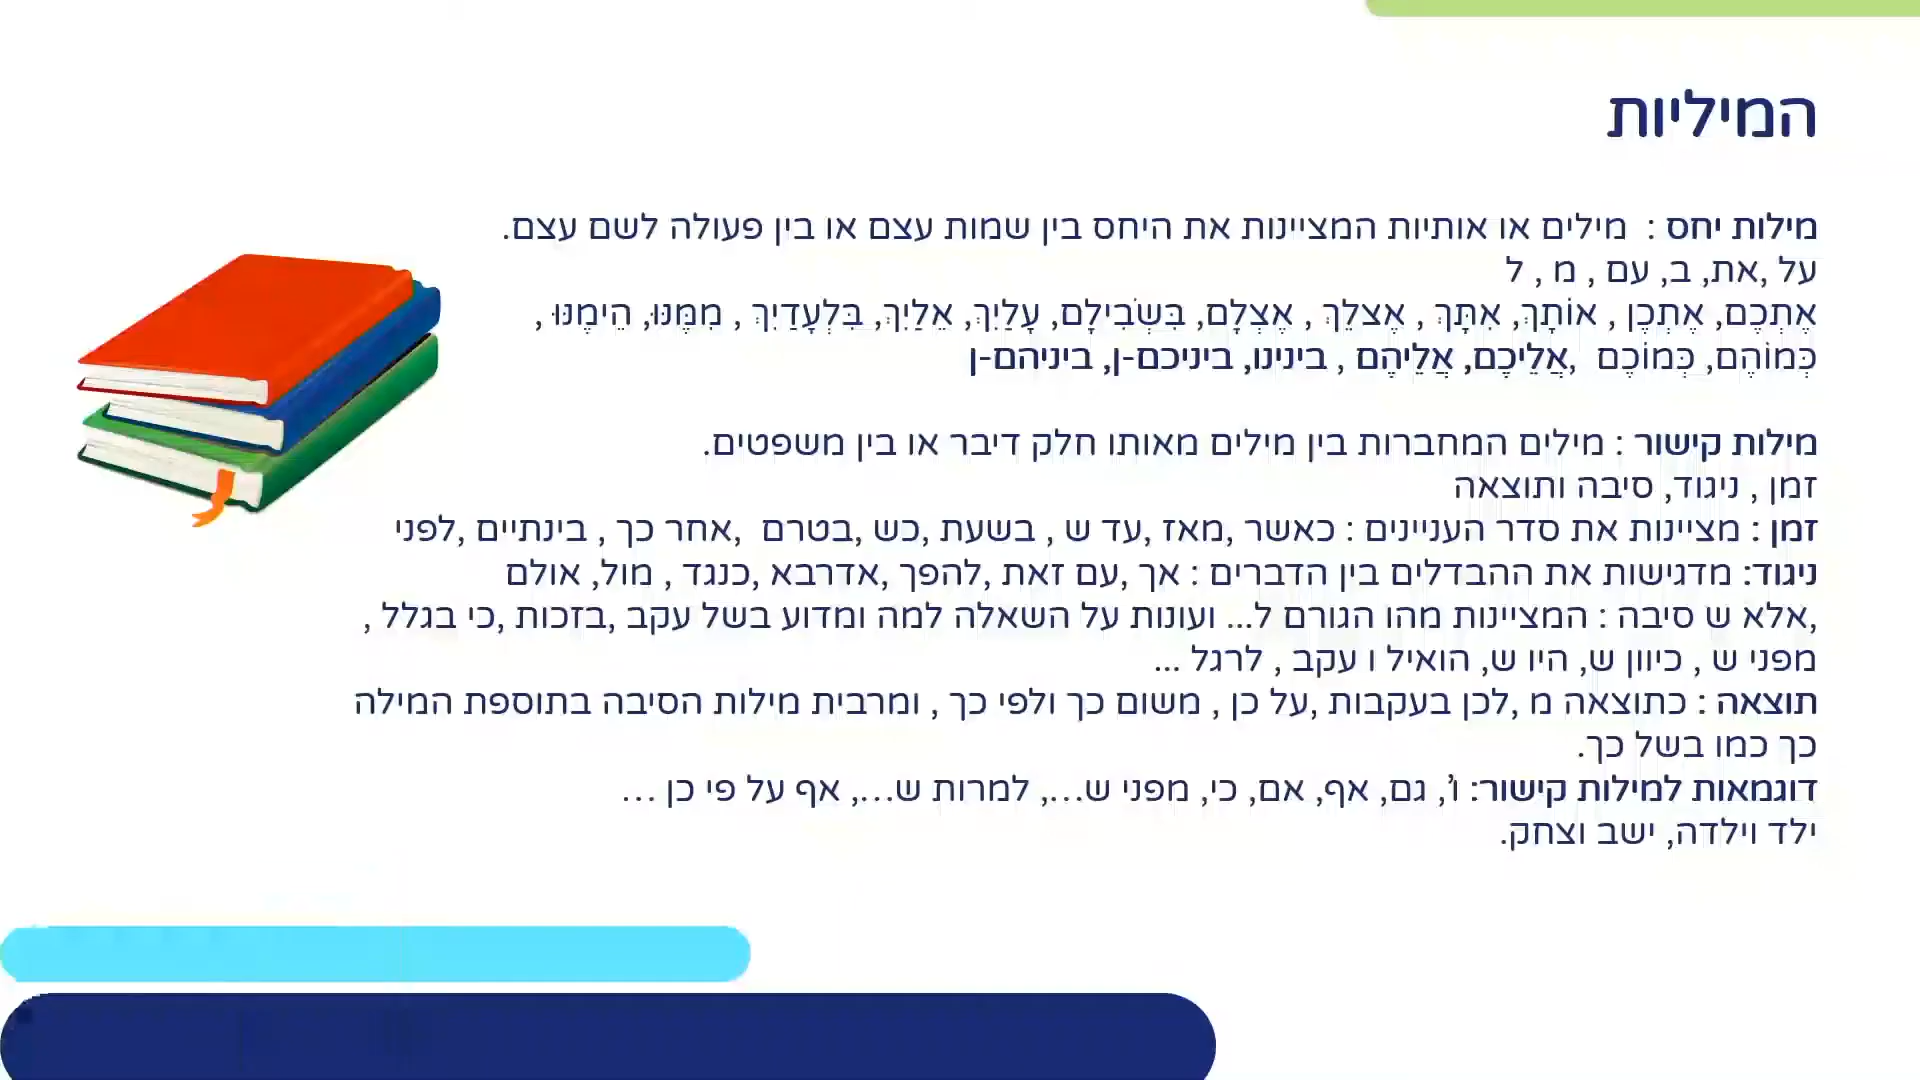 המיליות
מילות יחס : מילים או אותיות המציינות את היחס בין שמות עצם או בין פעולה לשם עצם.
על ,את, ב, עם , מ , ל
אֶתְכֶם, אֶתְכֶן , אוֹתָךְ, אִתָּךְ , אֶצלֵךְ , אֶצְלָם, בִּשְׁבִילָם, עָלַיִךְ, אֵלַיִךְ, בִּלְעָדַיִךְ , מִמֶּנּוּ, הֵימֶנּוּ ,
כְּמוֹהֶם, כְּמוֹכֶם ,אֲלֵיכֶם, אֲלֵיהֶם , בינינו, ביניכם-ן, ביניהם-ן
מילות קישור : מילים המחברות בין מילים מאותו חלק דיבר או בין משפטים.
זמן , ניגוד, סיבה ותוצאה
זמן : מציינות את סדר העניינים : כאשר ,מאז ,עד ש , בשעת ,כש ,בטרם ,אחר כך , בינתיים ,לפני
ניגוד: מדגישות את ההבדלים בין הדברים : אך ,עם זאת ,להפך ,אדרבא ,כנגד , מול, אולם
,אלא ש סיבה : המציינות מהו הגורם ל... ועונות על השאלה למה ומדוע בשל עקב ,בזכות ,כי בגלל ,
מפני ש , כיוון ש, היו ש, הואיל ו עקב , לרגל ...
תוצאה : כתוצאה מ ,לכן בעקבות ,על כן , משום כך ולפי כך , ומרבית מילות הסיבה בתוספת המילה
כך כמו בשל כך.
דוגמאות למילות קישור: ו', גם, אף, אם, כי, מפני ש..., למרות ש..., אף על פי כן ...
ילד וילדה, ישב וצחק.